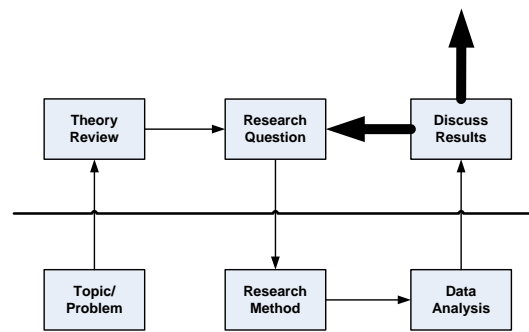 Theory
Review
Research
Question
Discuss
Results
Topic/
Problem
Research
Method
Data
Analysis